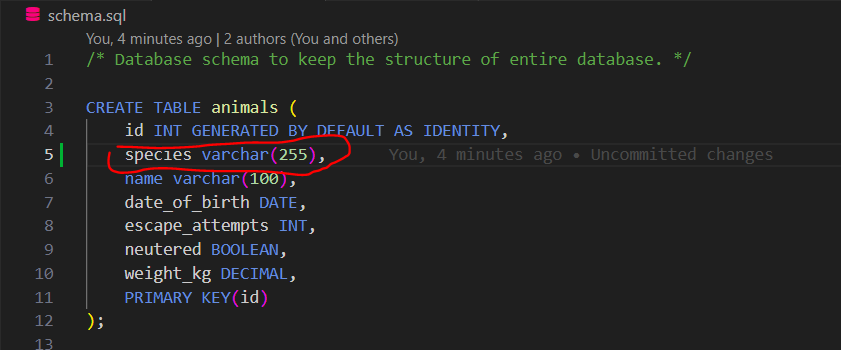 schema.sql
You, 4 minutes ago | 2 authors (You and others)
1 /* Database schema to keep the structure of entire database. */
2
3 CREATE TABLE animals (
4 id INT GENERATED BY DEFAULT AS IDENTITY,
5 species varchar(255), You, 4 minutes ago • Uncommitted changes
6 name varchar(100),
7 date_of_birth DATE,
8 escape_attempts INT,
9 neutered BOOLEAN,
10 weight_kg DECIMAL,
11 PRIMARY KEY(id)
12 );
13